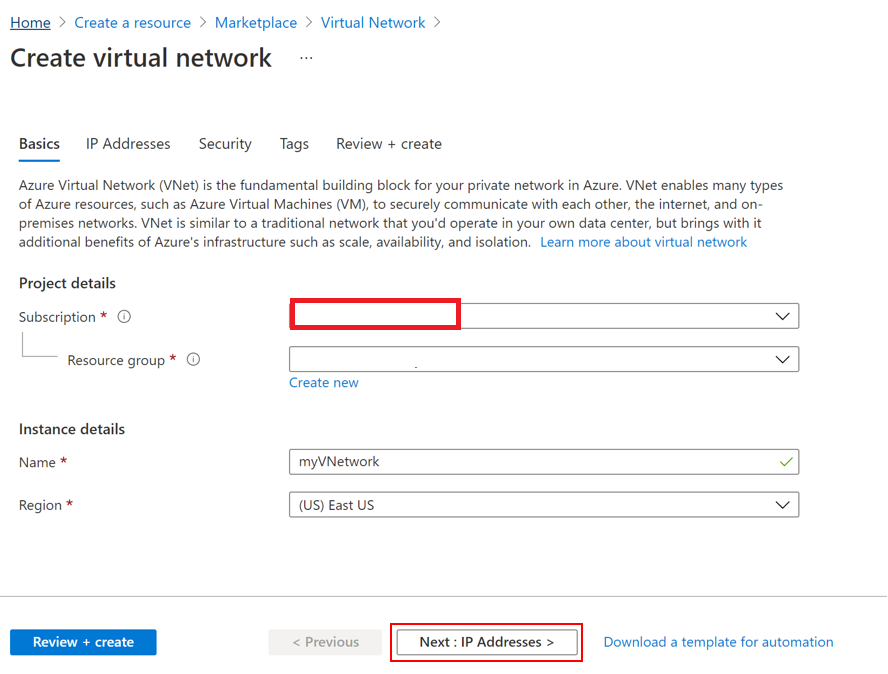 Home > Create a resource > Marketplace > Virtual Network >
Create virtual network ...
Basics IP Addresses Security Tags Review + create
Azure Virtual Network (VNet) is the fundamental building block for your private network in Azure. VNet enables many types
of Azure resources, such as Azure Virtual Machines (VM), to securely communicate with each other, the internet, and on-
premises networks. VNet is similar to a traditional network that you'd operate in your own data center, but brings with it
additional benefits of Azure's infrastructure such as scale, availability, and isolation. Learn more about virtual network
Project details
Subscription *
Resource group *
Create new
Instance details
Name * myVNetwork
Region * (US) East US
Review + create < Previous Next : IP Addresses > Download a template for automation